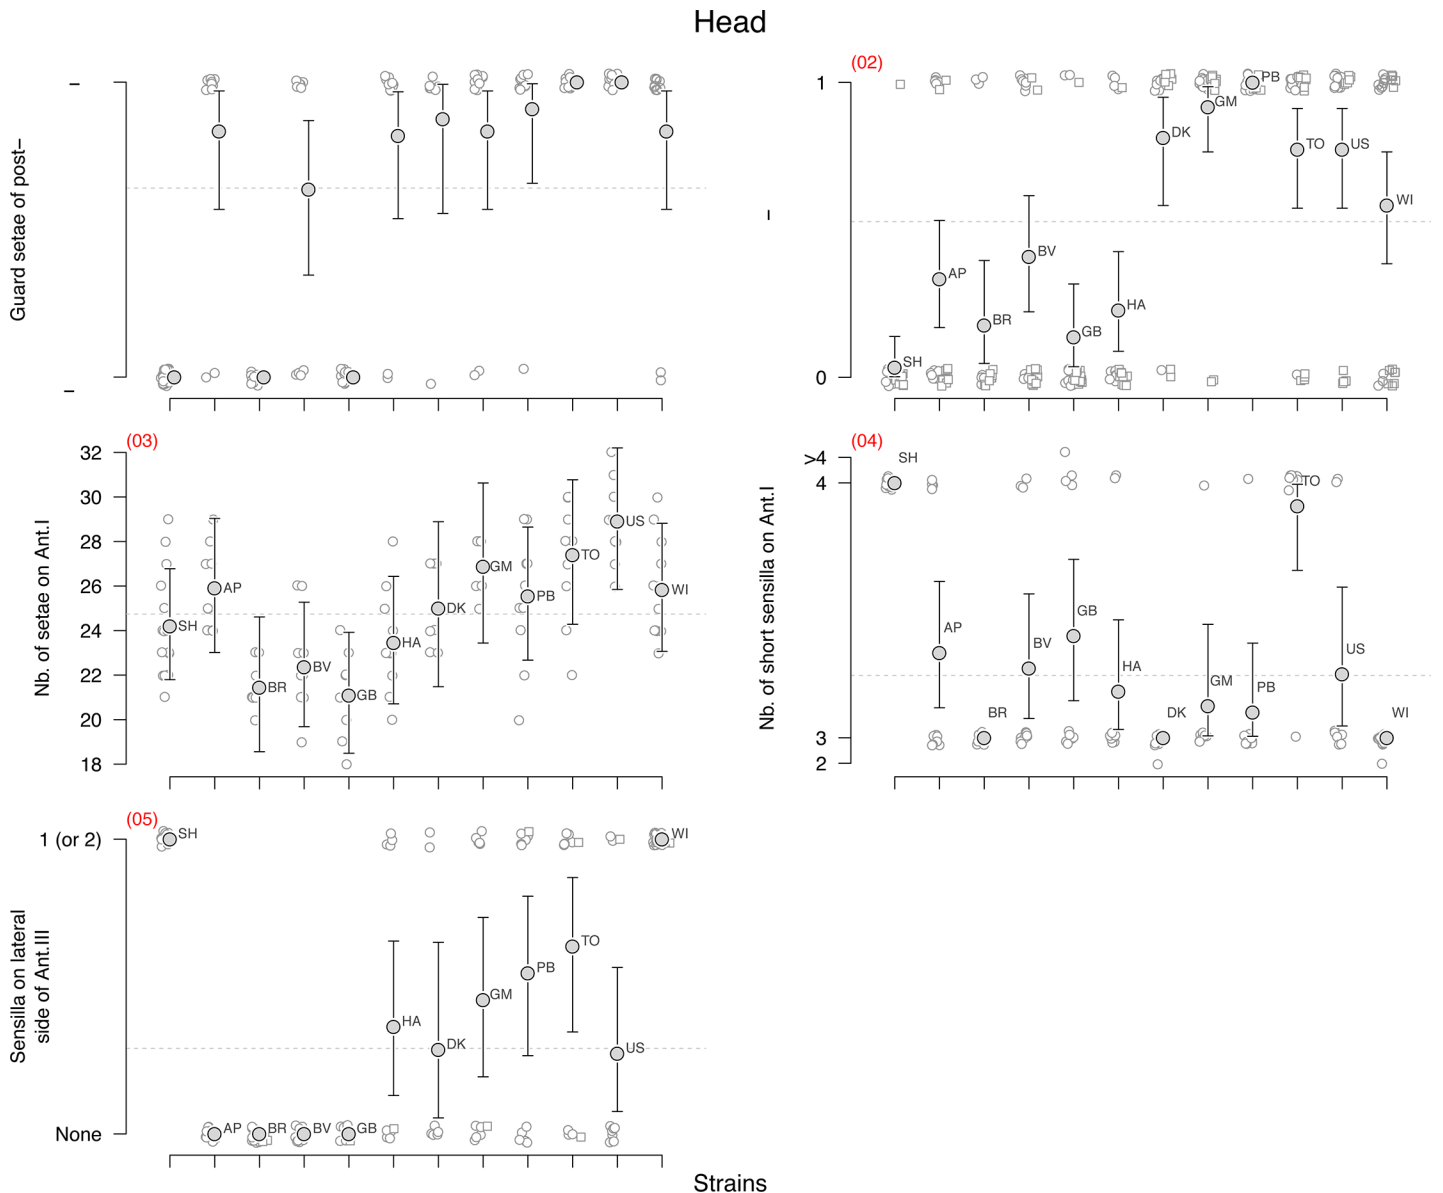 Head
Guard setae of post–
–
–
(02)
1
0
–
SH
AP
BR
BV
GB
HA
DK
GM
PB
TO
US
WI
(03)
Nb. of setae on Ant.I
32
30
28
26
24
22
20
18
SH
AP
BR
BV
GB
HA
DK
GM
PB
TO
US
WI
(04)
Nb. of short sensilla on Ant.I
>4
4
3
2
SH
AP
BR
BV
GB
HA
DK
GM
PB
TO
US
WI
(05)
Sensilla on lateral
side of Ant.III
1 (or 2)
None
SH
AP
BR
BV
GB
HA
DK
GM
PB
TO
US
WI
Strains